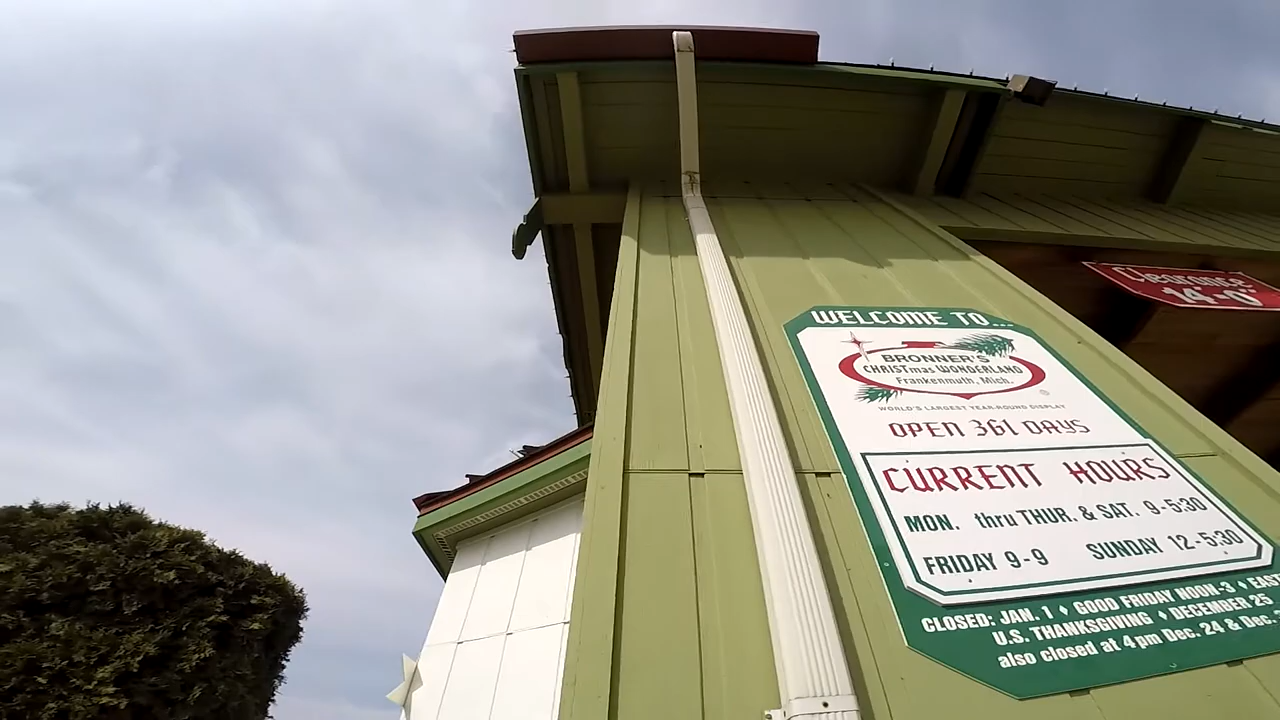 Clearance
14-0"
WELCOME TO...
BRONNER'S
CHRISTmas WONDERLAND
Frankenmuth, Mich.
WORLD'S LARGEST YEAR-ROUND DISPLAY
OPEN 361 DAYS
CURRENT HOURS
MON. thru THUR. & SAT. 9-5:30
FRIDAY 9-9 SUNDAY 12-5:30
CLOSED: JAN. 1 ♦ GOOD FRIDAY NOON-3 ♦ EAS
U.S. THANKSGIVING ♦ DECEMBER 25
also closed at 4pm Dec. 24 & Dec.